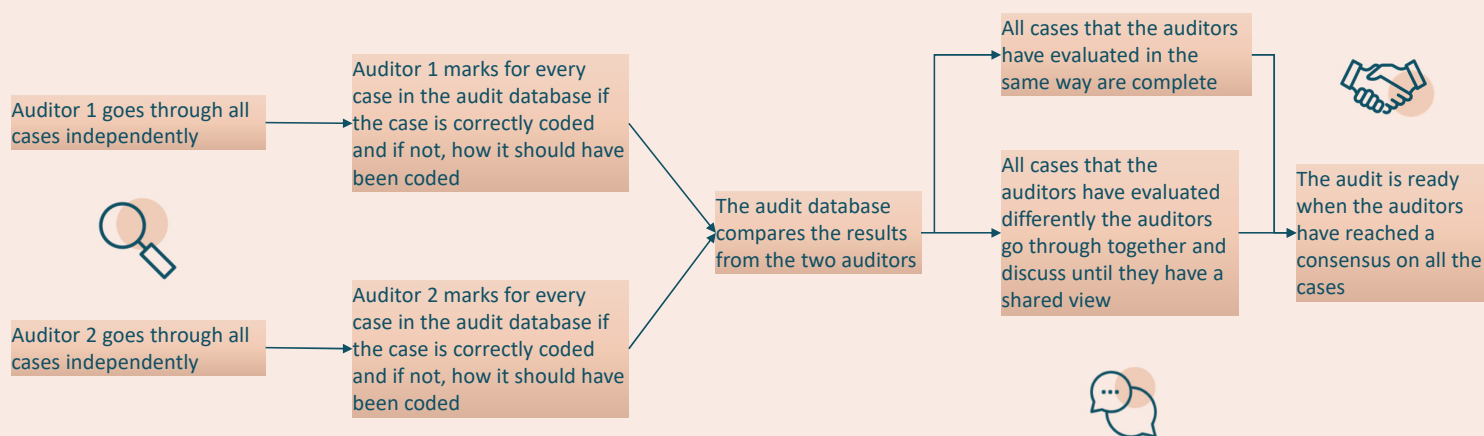 Auditor 1 goes through all
cases independently
Auditor 1 marks for every
case in the audit database if
the case is correctly coded
and if not, how it should have
been coded
Auditor 2 goes through all
cases independently
Auditor 2 marks for every
case in the audit database if
the case is correctly coded
and if not, how it should have
been coded
The audit database
compares the results
from the two auditors
All cases that the auditors
have evaluated in the
same way are complete
All cases that the
auditors have evaluated
differently the auditors
go through together and
discuss until they have a
shared view
The audit is ready
when the auditors
have reached a
consensus on all the
cases